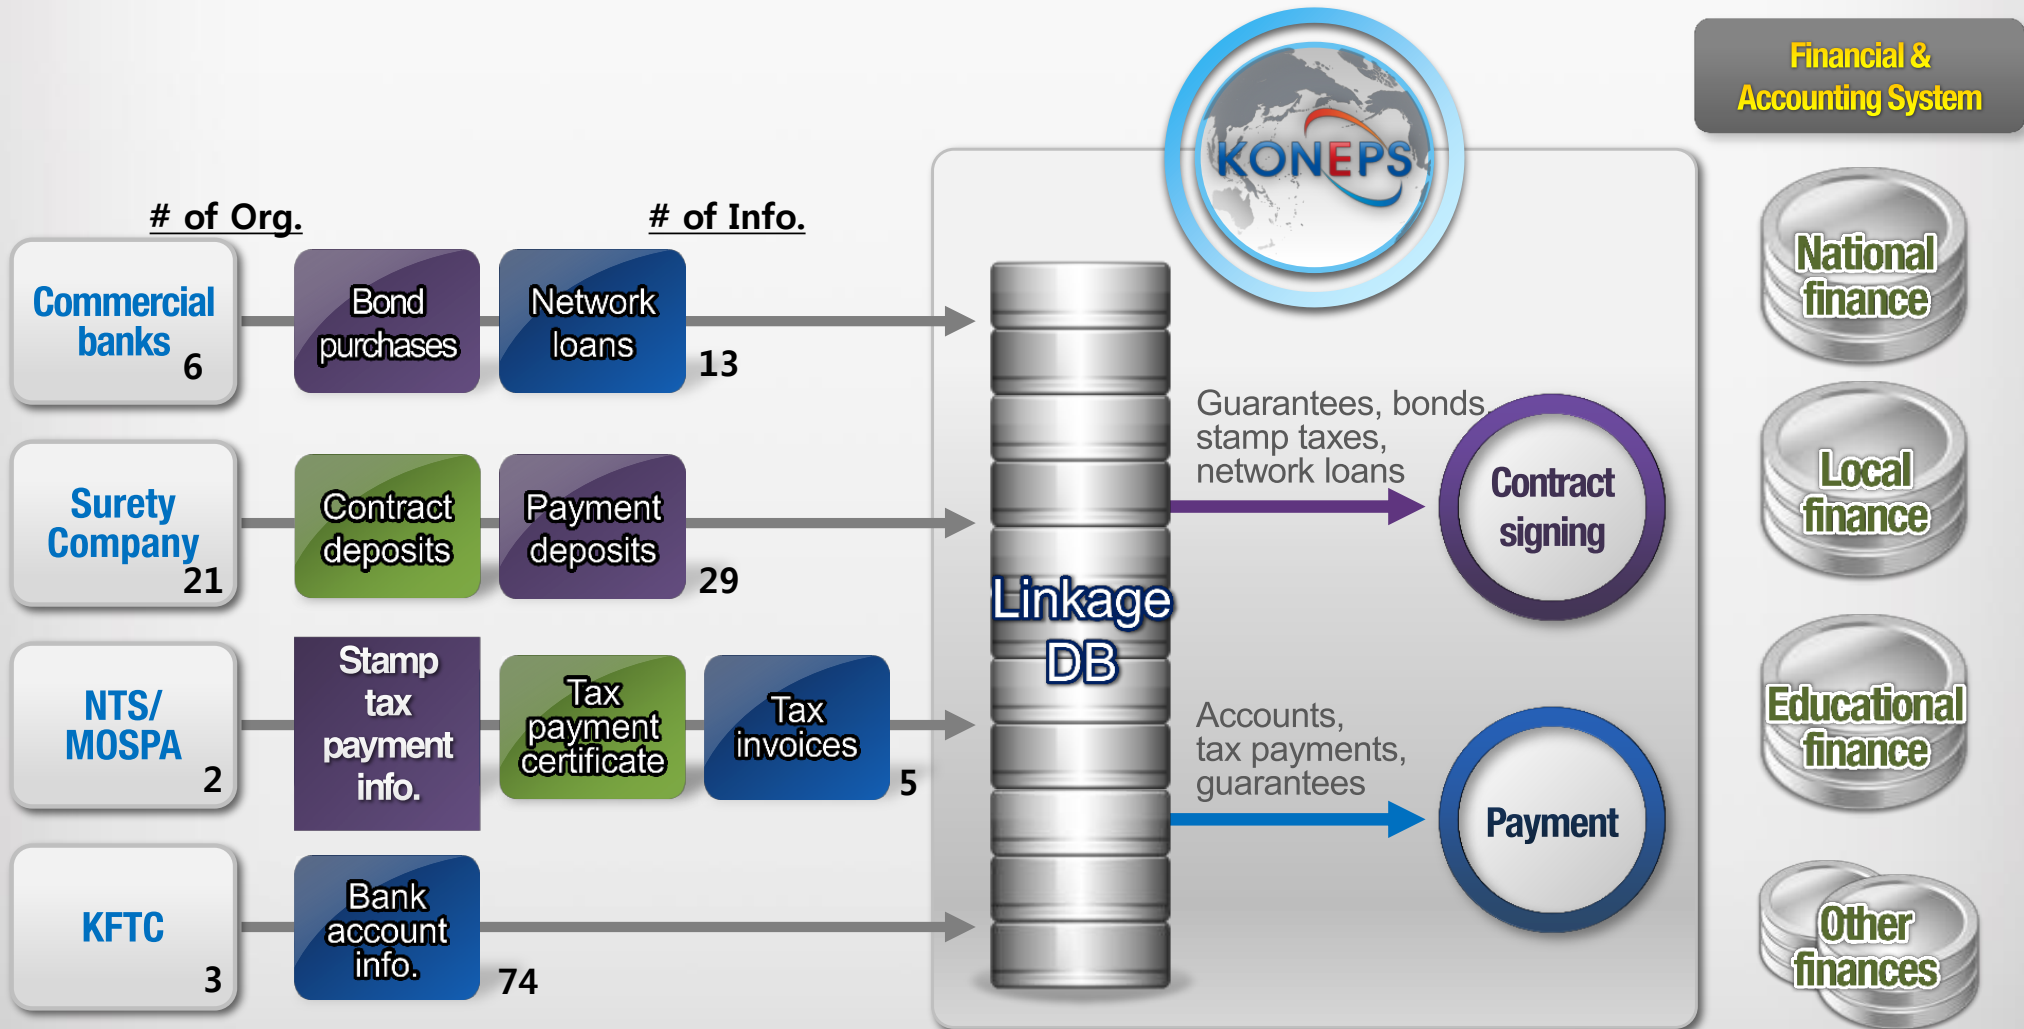 Financial &
Accounting System
KONEPS
# of Org.
# of Info.
Commercial
banks
6
Bond
purchases
Network
loans
13
Surety
Company
21
Contract
deposits
Payment
deposits
29
NTS/
MOSPA
2
Stamp
tax
payment
info.
Tax
payment
certificate
Tax
invoices
5
KFTC
3
Bank
account
info.
74
Linkage
DB
Guarantees, bonds,
stamp taxes,
network loans
Contract
signing
Accounts,
tax payments,
guarantees
Payment
National
finance
Local
finance
Educational
finance
Other
finances